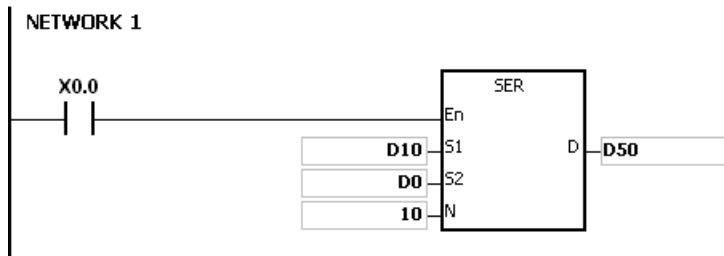 NETWORK 1
X0.0
SER
En
D10 S1 D D50
D0 S2
10 N